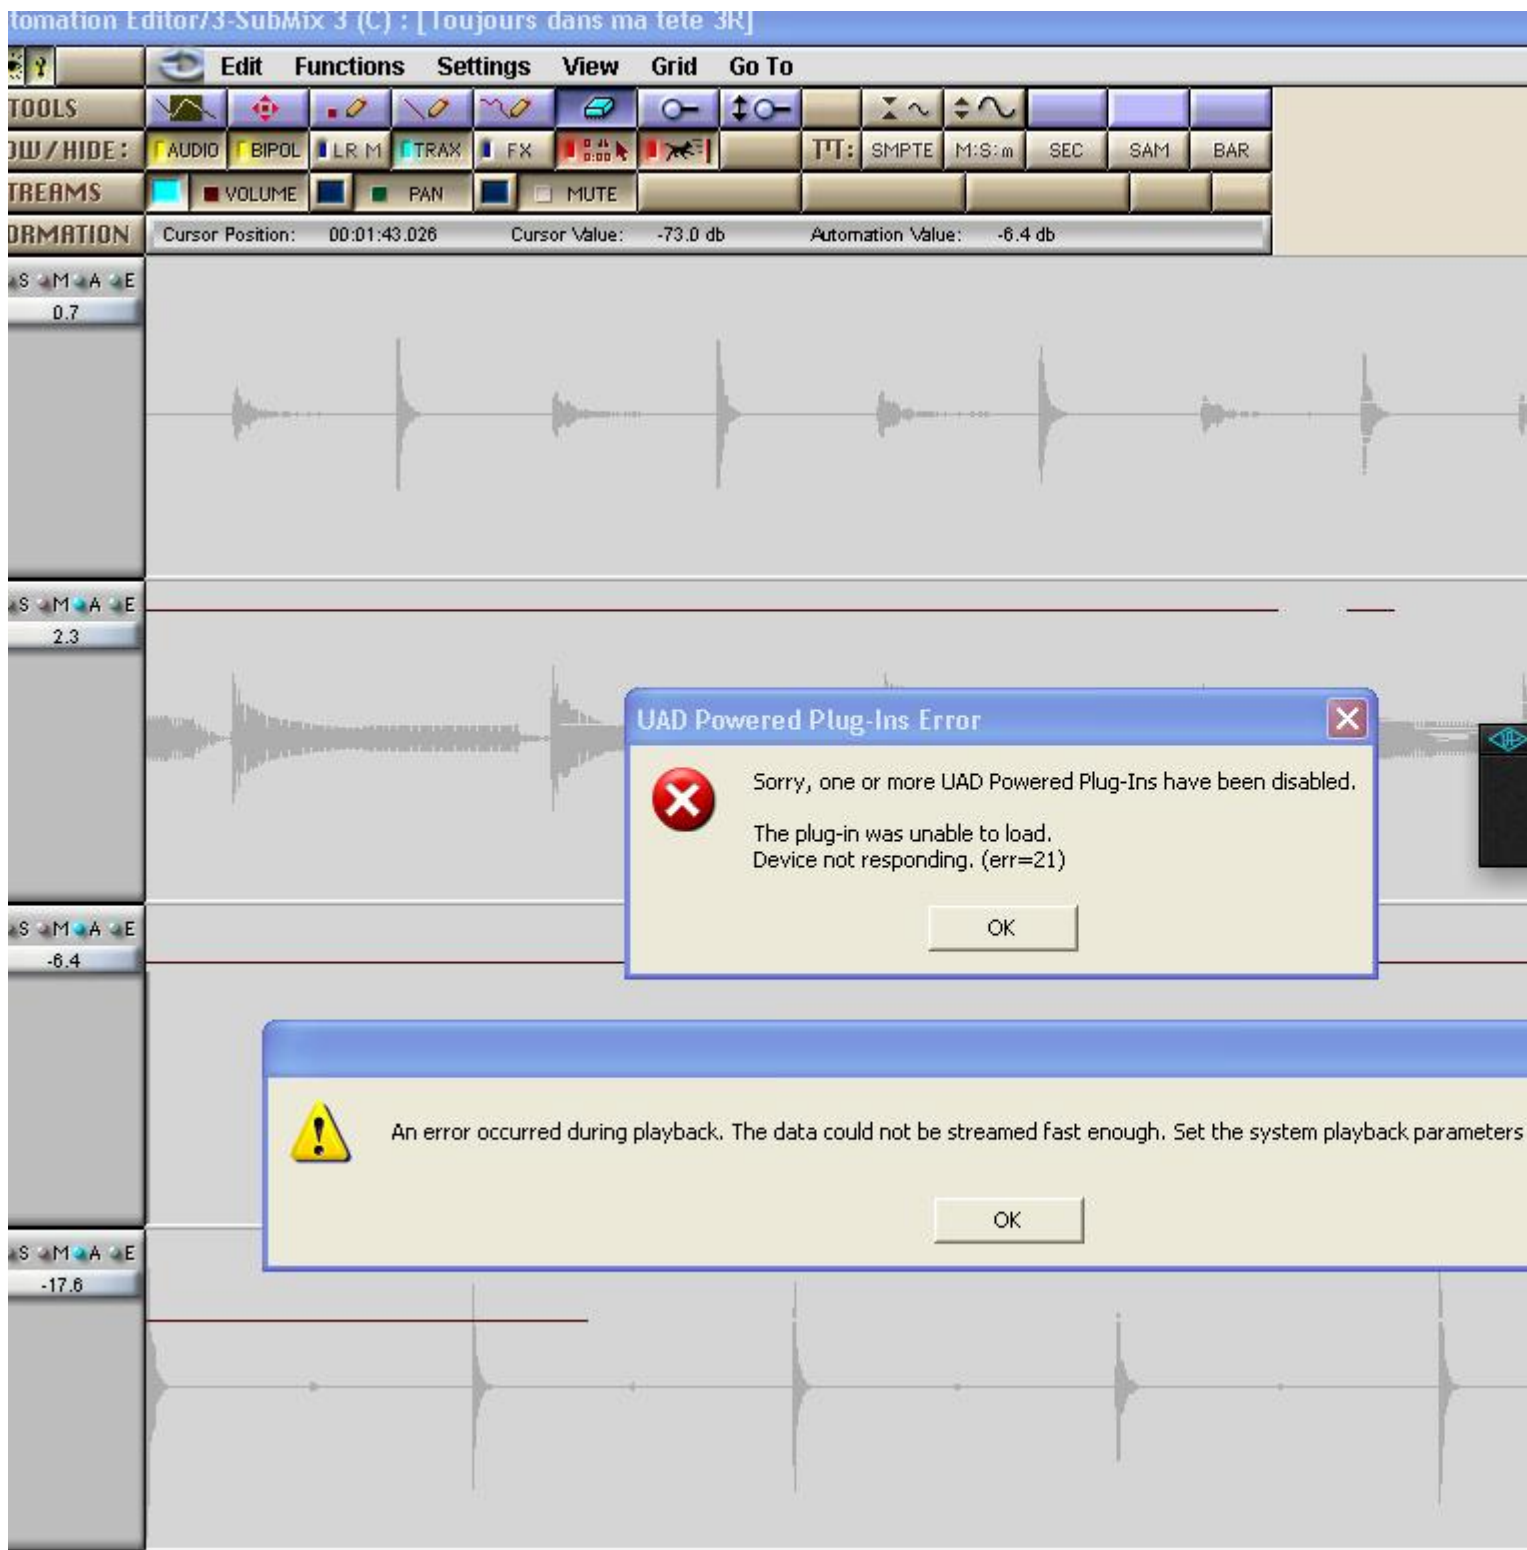 tomation Editor/3-SubMix 3 (C) : [Toujours dans ma tete 3R]
? Edit Functions Settings View Grid Go To
TOOLS
OW/HIDE: AUDIO BIPOL LR M TRAX FX SMPTE M:S:m SEC SAM BAR
TREAMS VOLUME PAN MUTE
ORMATION Cursor Position: 00:01:43.026 Cursor Value: -73.0 db Automation Value: -6.4 db
S M A E
0.7
S M A E
2.3
UAD Powered Plug-Ins Error
Sorry, one or more UAD Powered Plug-Ins have been disabled.
The plug-in was unable to load.
Device not responding. (err=21)
OK
S M A E
-6.4
An error occurred during playback. The data could not be streamed fast enough. Set the system playback parameters
OK
S M A E
-17.6